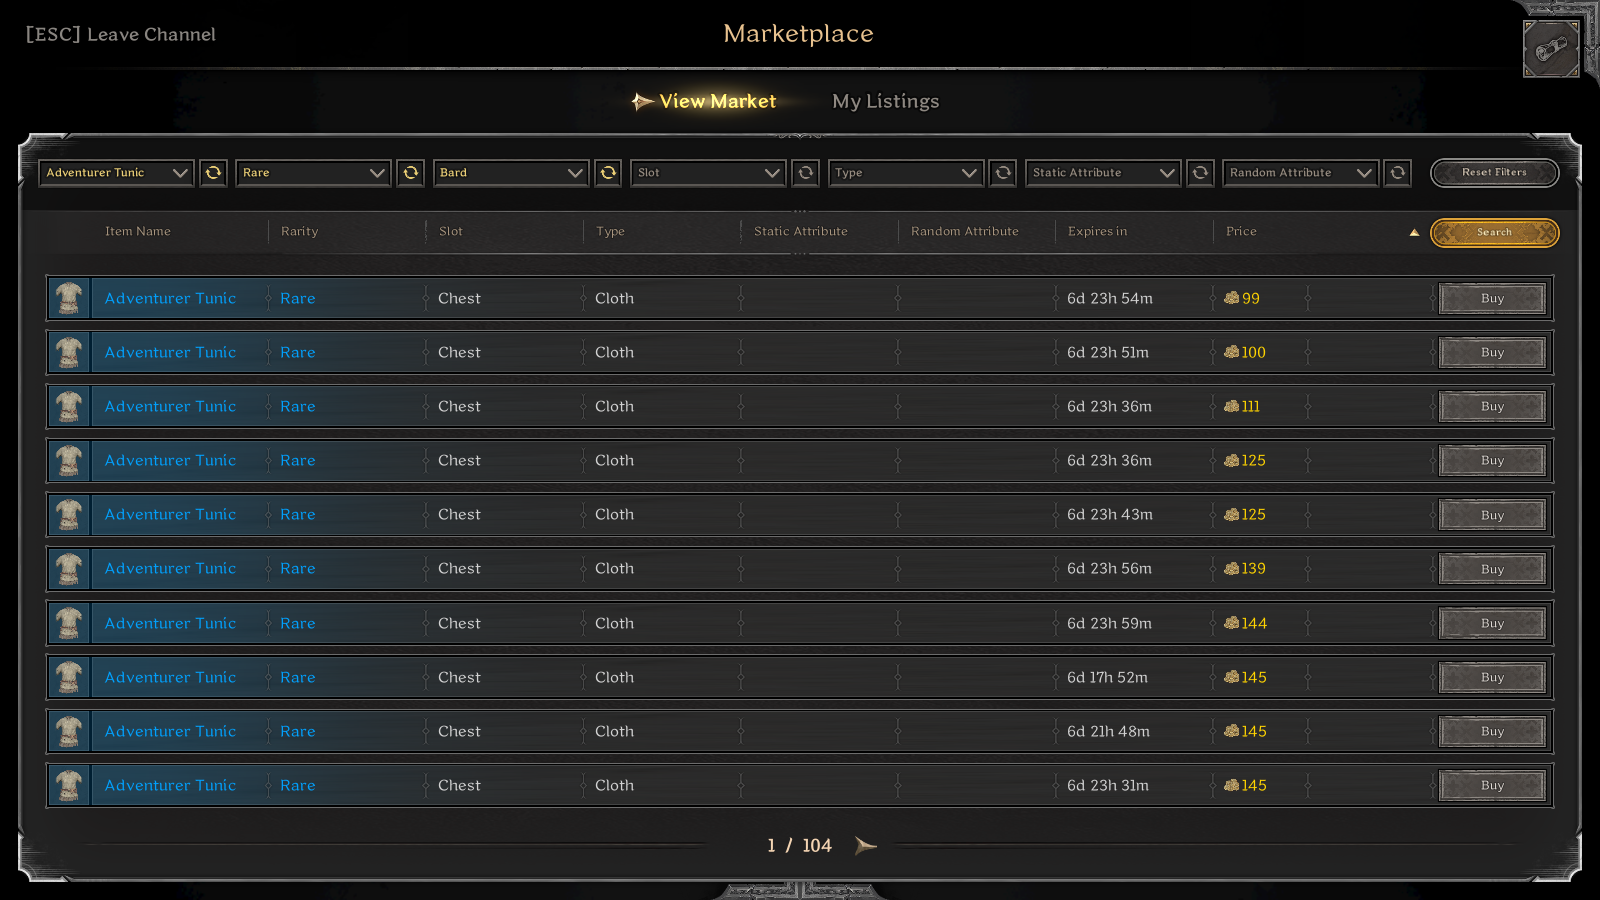 [ESC] Leave Channel
Marketplace
View Market
My Listings
Adventurer Tunic
Rare
Bard
Slot
Type
Static Attribute
Random Attribute
Reset Filters
Item Name Rarity Slot Type Static Attribute Random Attribute Expires in Price
Search
Adventurer Tunic Rare Chest Cloth 6d 23h 54m 99 Buy
Adventurer Tunic Rare Chest Cloth 6d 23h 51m 100 Buy
Adventurer Tunic Rare Chest Cloth 6d 23h 36m 111 Buy
Adventurer Tunic Rare Chest Cloth 6d 23h 36m 125 Buy
Adventurer Tunic Rare Chest Cloth 6d 23h 43m 125 Buy
Adventurer Tunic Rare Chest Cloth 6d 23h 56m 139 Buy
Adventurer Tunic Rare Chest Cloth 6d 23h 59m 144 Buy
Adventurer Tunic Rare Chest Cloth 6d 17h 52m 145 Buy
Adventurer Tunic Rare Chest Cloth 6d 21h 48m 145 Buy
Adventurer Tunic Rare Chest Cloth 6d 23h 31m 145 Buy
1 / 104